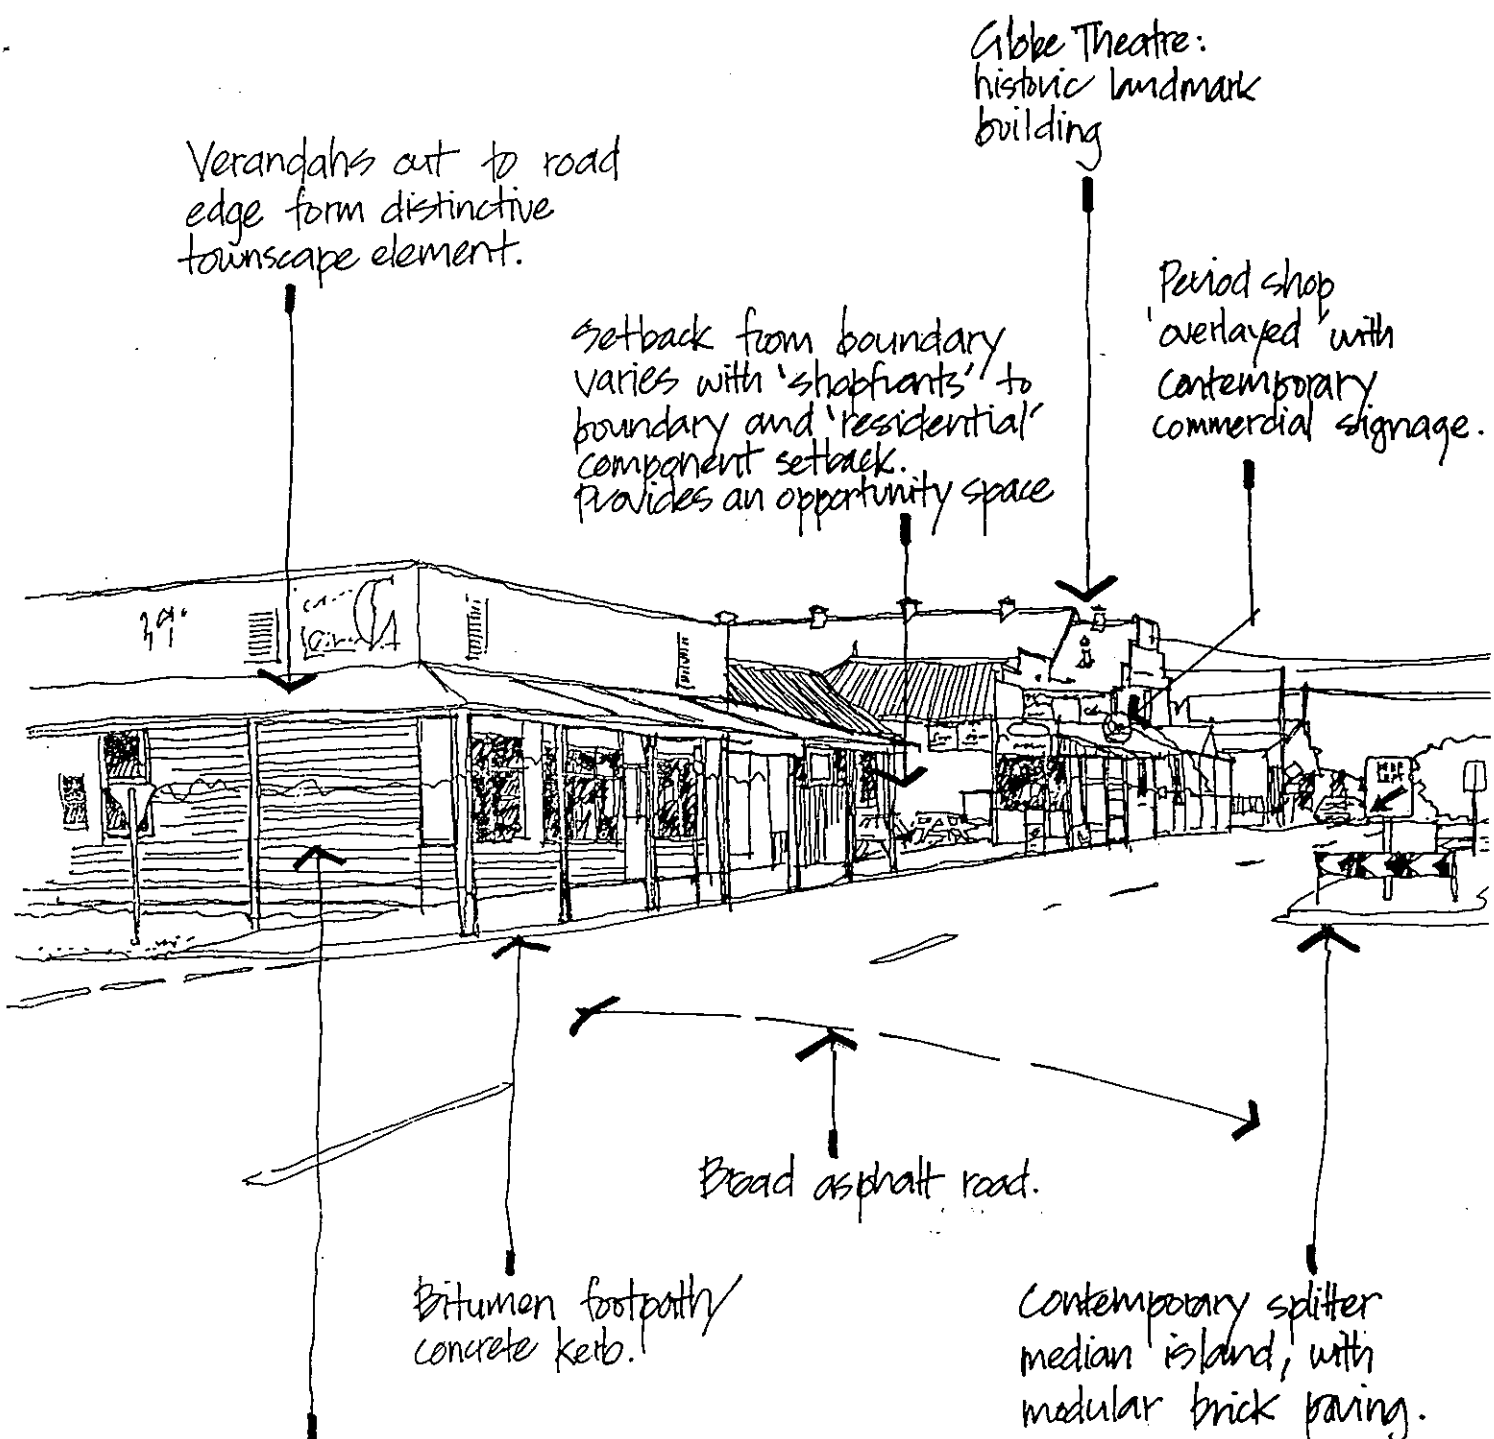 Globe Theatre:
historic landmark
building
Verandahs out to road
edge form distinctive
townscape element.
Period shop
'overlayed' with
contemporary
commercial signage.
Setback from boundary
varies with 'shopfronts' to
boundary and 'residential'
component setback.
Provides an opportunity space
Broad asphalt road.
Bitumen footpath/
concrete kerb.
Contemporary splitter
median island, with
modular brick paving.